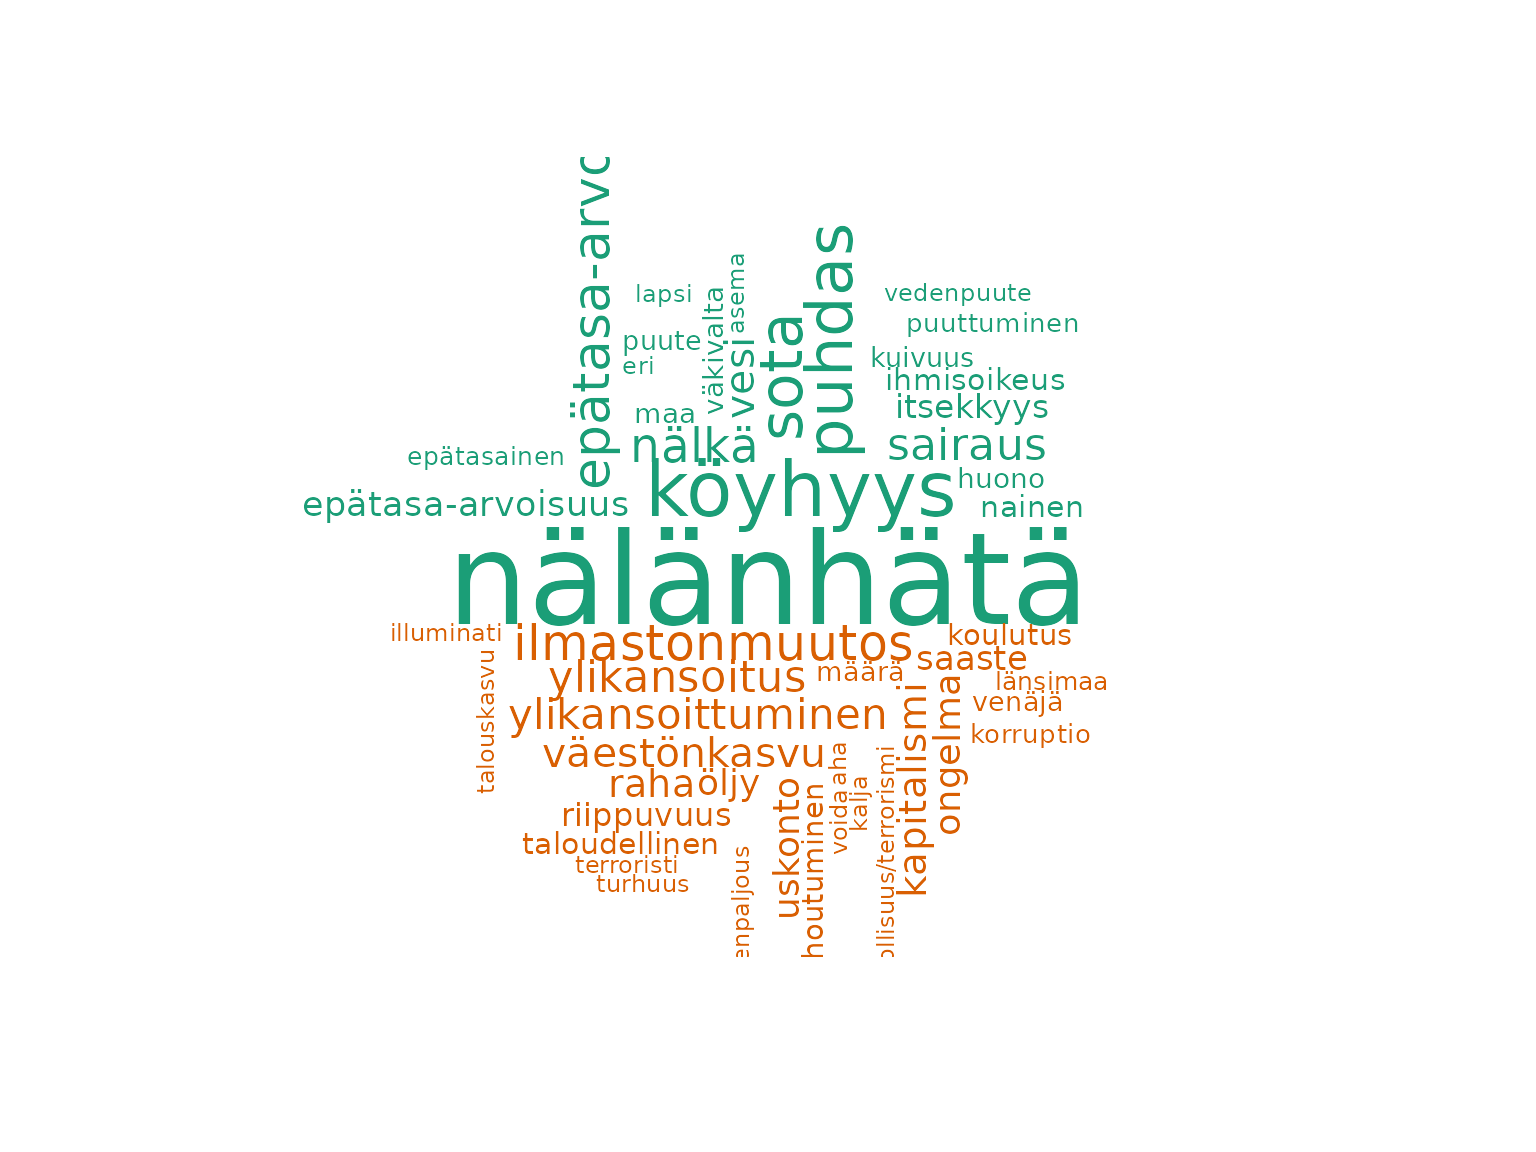 epätasa-arvo
puhdas
asema
lapsi
väkivalta
vedenpuute
sota
puuttuminen
puute
vesi
eri
kuivuus
ihmisoikeus
maa
itsekkyys
nälkä
sairaus
epätasainen
köyhyys
huono
epätasa-arvoisuus
nainen
nälänhätä
illuminati
ilmastonmuutos
koulutus
talouskasvu
ylikansoitus
määrä
saaste
länsimaa
kapitalismi
ongelma
venäjä
ylikansoittuminen
korruptio
väestönkasvu
aha
raha
öljy
uskonto
voida
kalja
ollisuus/terrorismi
riippuvuus
houtuminen
taloudellinen
terroristi
turhuus
enpaljous